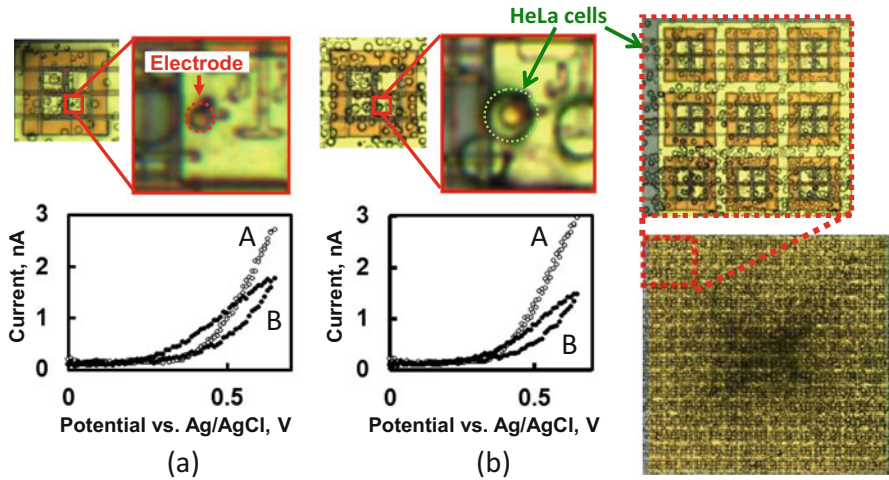 HeLa cells
Electrode
3
2
1
0
Current, nA
A
B
0
0.5
Potential vs. Ag/AgCl, V
(a)
3
2
1
0
Current, nA
A
B
0
0.5
Potential vs. Ag/AgCl, V
(b)